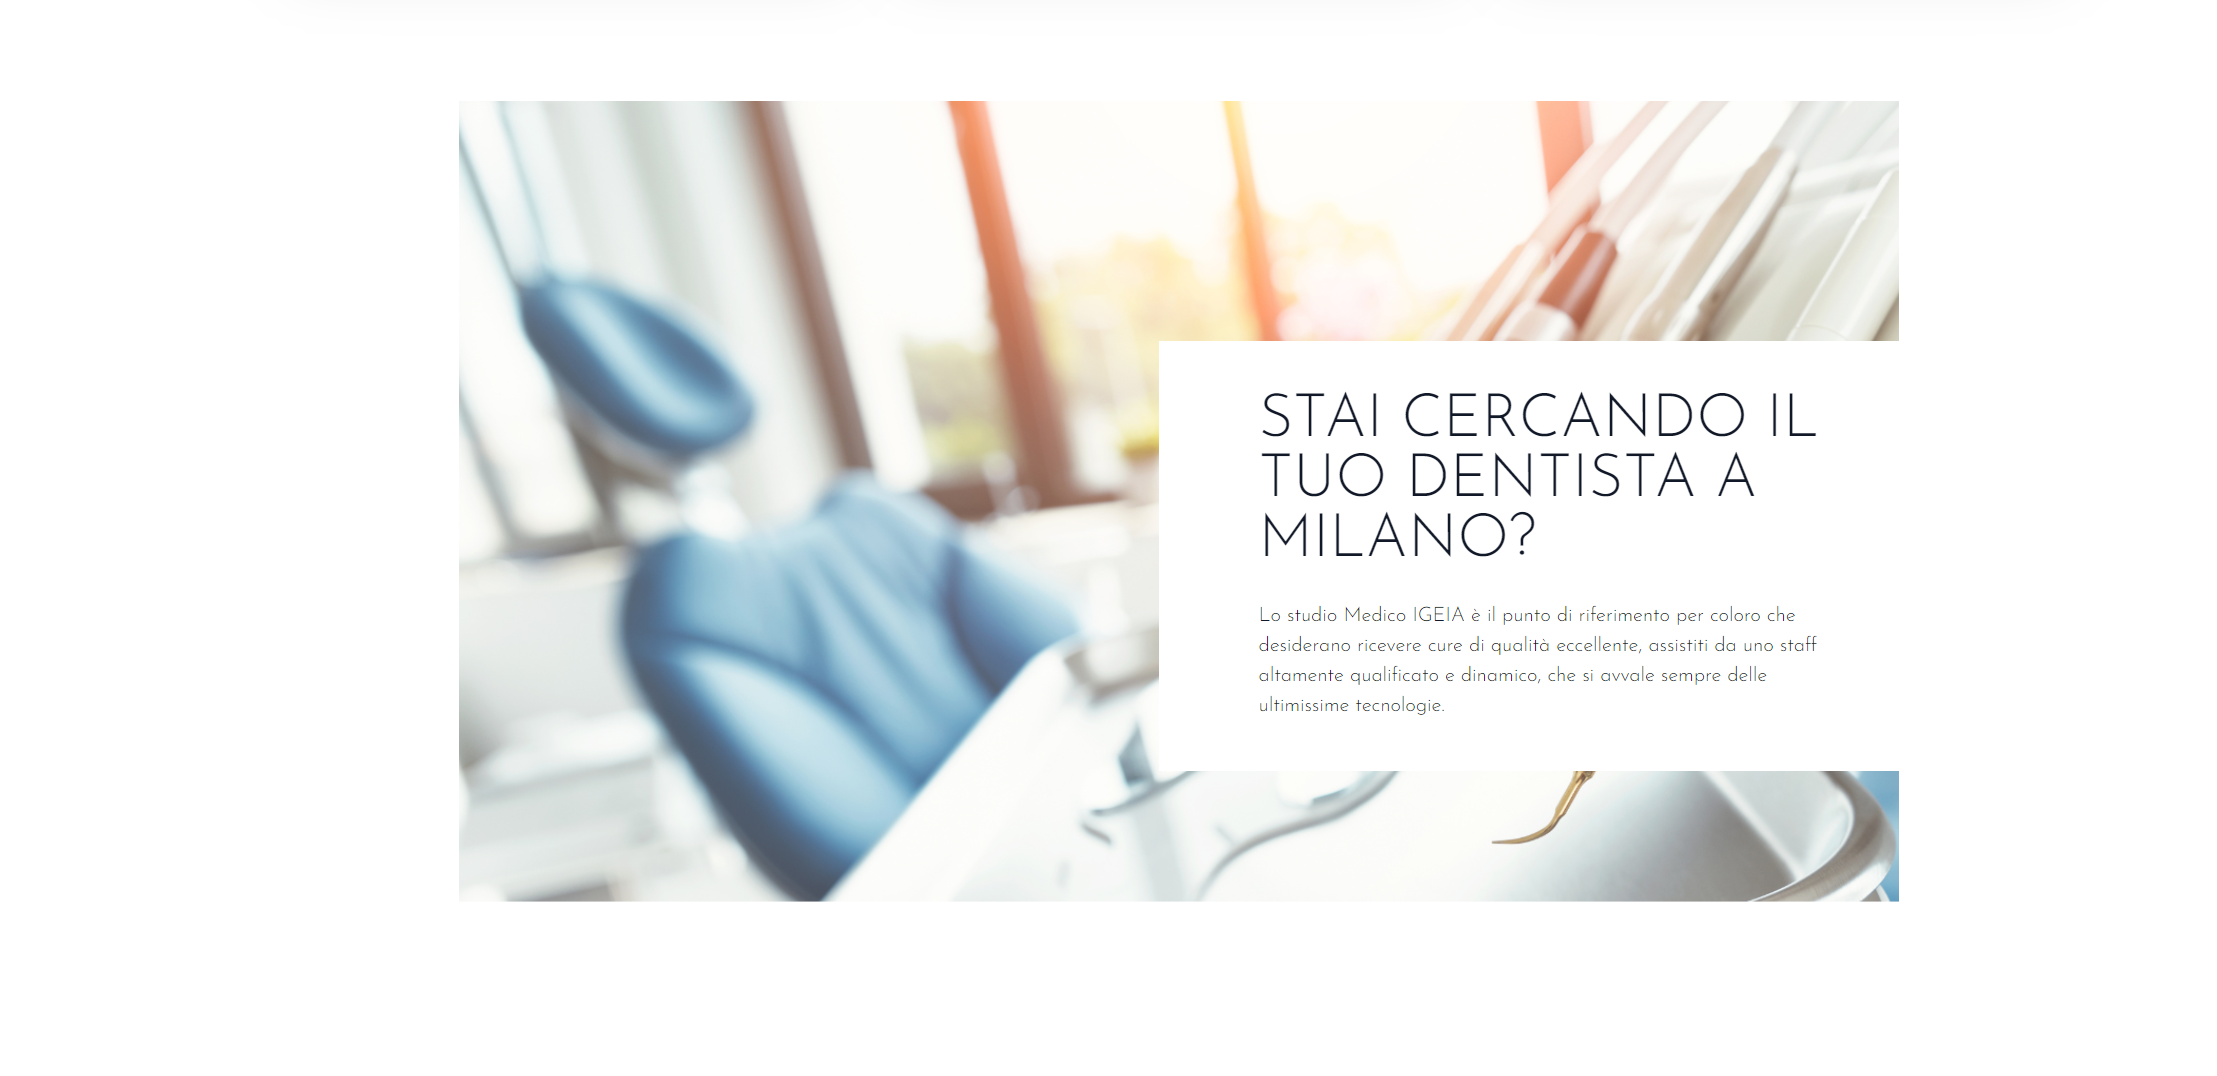 STAI CERCANDO IL
TUO DENTISTA A
MILANO?
Lo studio Medico IGEIA è il punto di riferimento per coloro che
desiderano ricevere cure di qualità eccellente, assistiti da uno staff
altamente qualificato e dinamico, che si avvale sempre delle
ultimissime tecnologie.